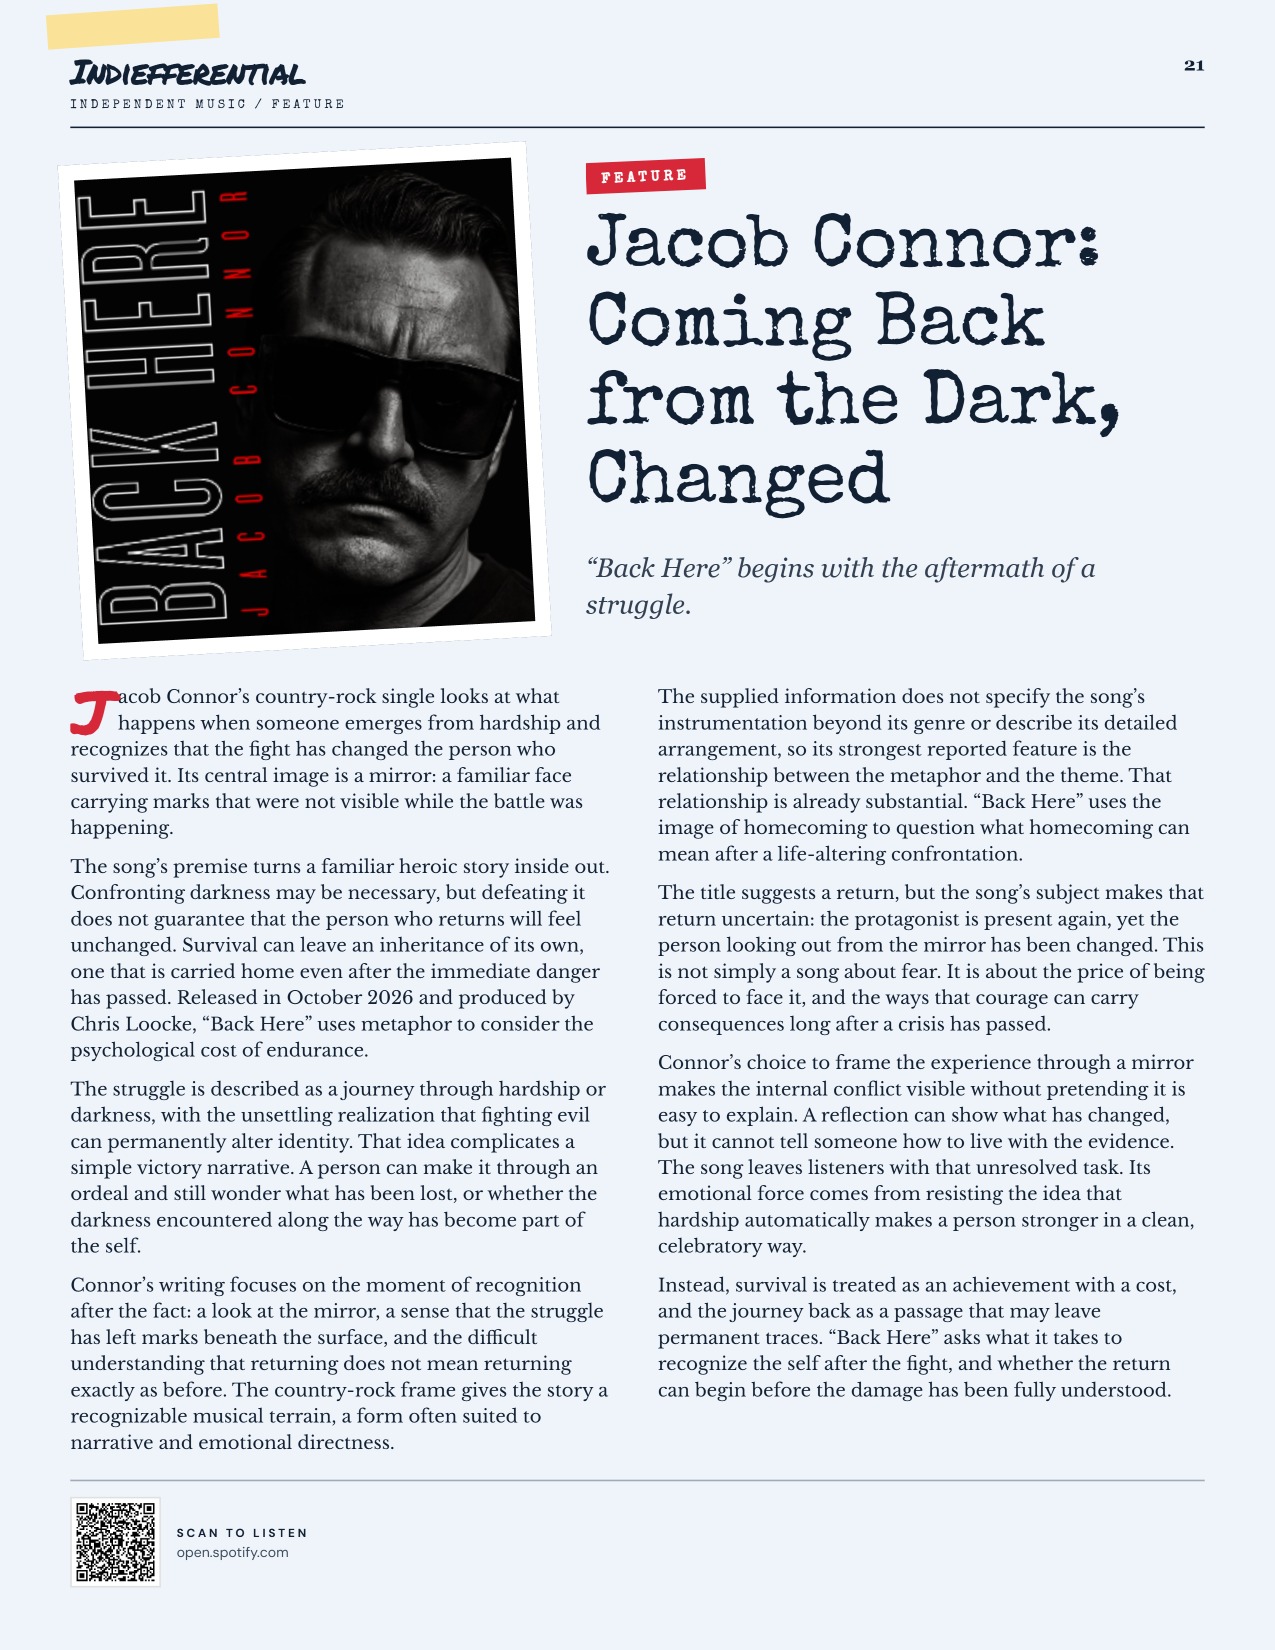 INDIEFFERENTIAL
INDEPENDENT MUSIC / FEATURE
21
BACK HERE
JACOB CONNOR
FEATURE
Jacob Connor:
Coming Back
from the Dark,
Changed
“Back Here” begins with the aftermath of a
struggle.
Jacob Connor’s country-rock single looks at what
happens when someone emerges from hardship and
recognizes that the fight has changed the person who
survived it. Its central image is a mirror: a familiar face
carrying marks that were not visible while the battle was
happening.
The song’s premise turns a familiar heroic story inside out.
Confronting darkness may be necessary, but defeating it
does not guarantee that the person who returns will feel
unchanged. Survival can leave an inheritance of its own,
one that is carried home even after the immediate danger
has passed. Released in October 2026 and produced by
Chris Loocke, “Back Here” uses metaphor to consider the
psychological cost of endurance.
The struggle is described as a journey through hardship or
darkness, with the unsettling realization that fighting evil
can permanently alter identity. That idea complicates a
simple victory narrative. A person can make it through an
ordeal and still wonder what has been lost, or whether the
darkness encountered along the way has become part of
the self.
Connor’s writing focuses on the moment of recognition
after the fact: a look at the mirror, a sense that the struggle
has left marks beneath the surface, and the difficult
understanding that returning does not mean returning
exactly as before. The country-rock frame gives the story a
recognizable musical terrain, a form often suited to
narrative and emotional directness.
The supplied information does not specify the song’s
instrumentation beyond its genre or describe its detailed
arrangement, so its strongest reported feature is the
relationship between the metaphor and the theme. That
relationship is already substantial. “Back Here” uses the
image of homecoming to question what homecoming can
mean after a life-altering confrontation.
The title suggests a return, but the song’s subject makes that
return uncertain: the protagonist is present again, yet the
person looking out from the mirror has been changed. This
is not simply a song about fear. It is about the price of being
forced to face it, and the ways that courage can carry
consequences long after a crisis has passed.
Connor’s choice to frame the experience through a mirror
makes the internal conflict visible without pretending it is
easy to explain. A reflection can show what has changed,
but it cannot tell someone how to live with the evidence.
The song leaves listeners with that unresolved task. Its
emotional force comes from resisting the idea that
hardship automatically makes a person stronger in a clean,
celebratory way.
Instead, survival is treated as an achievement with a cost,
and the journey back as a passage that may leave
permanent traces. “Back Here” asks what it takes to
recognize the self after the fight, and whether the return
can begin before the damage has been fully understood.
SCAN TO LISTEN
open.spotify.com